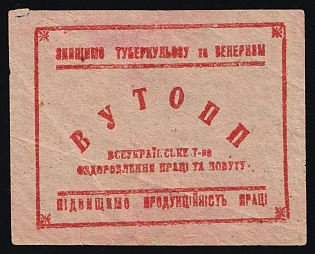 ЗНИЩИМО ТУБЕРКУЛЬОЗУ ТА ВЕНЕРИЗМ
ВУТОПП
ВСЕУКРАЇНСЬКЕ Т-ВО
ОЗДОРОВЛЕННЯ ПРАЦІ ТА ПОБУТУ
ПІДВИЩИМО ПРОДУКЦІЙНІСТЬ ПРАЦІ